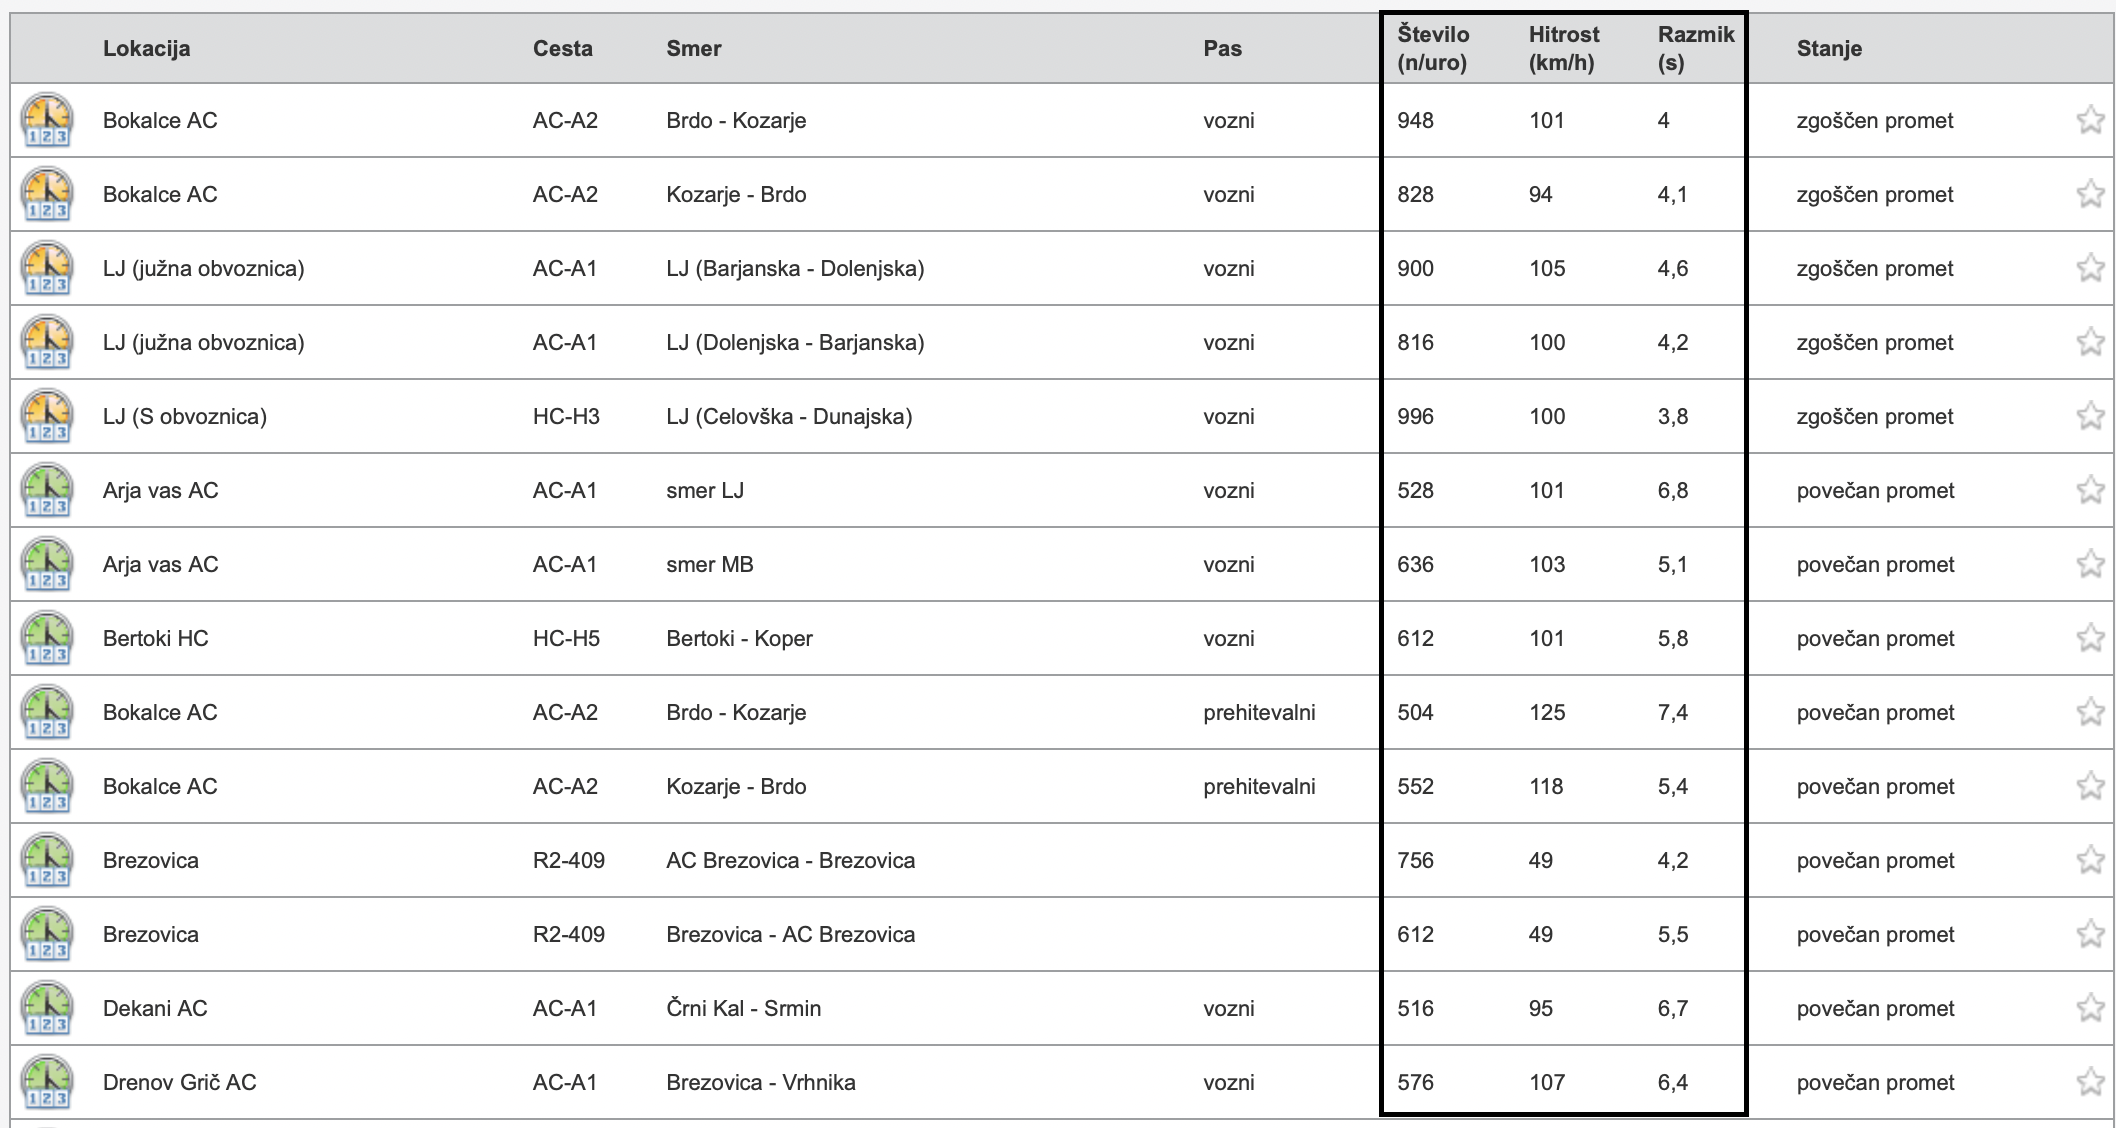 Lokacija Cesta Smer Pas Število (n/uro) Hitrost (km/h) Razmik (s) Stanje
123 Bokalce AC AC-A2 Brdo - Kozarje vozni 948 101 4 zgoščen promet
123 Bokalce AC AC-A2 Kozarje - Brdo vozni 828 94 4,1 zgoščen promet
123 LJ (južna obvoznica) AC-A1 LJ (Barjanska - Dolenjska) vozni 900 105 4,6 zgoščen promet
123 LJ (južna obvoznica) AC-A1 LJ (Dolenjska - Barjanska) vozni 816 100 4,2 zgoščen promet
123 LJ (S obvoznica) HC-H3 LJ (Celovška - Dunajska) vozni 996 100 3,8 zgoščen promet
123 Arja vas AC AC-A1 smer LJ vozni 528 101 6,8 povečan promet
123 Arja vas AC AC-A1 smer MB vozni 636 103 5,1 povečan promet
123 Bertoki HC HC-H5 Bertoki - Koper vozni 612 101 5,8 povečan promet
123 Bokalce AC AC-A2 Brdo - Kozarje prehitevalni 504 125 7,4 povečan promet
123 Bokalce AC AC-A2 Kozarje - Brdo prehitevalni 552 118 5,4 povečan promet
123 Brezovica R2-409 AC Brezovica - Brezovica 756 49 4,2 povečan promet
123 Brezovica R2-409 Brezovica - AC Brezovica 612 49 5,5 povečan promet
123 Dekani AC AC-A1 Črni Kal - Srmin vozni 516 95 6,7 povečan promet
123 Drenov Grič AC AC-A1 Brezovica - Vrhnika vozni 576 107 6,4 povečan promet